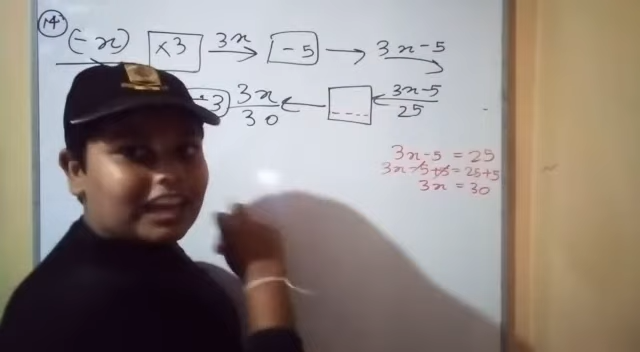 14
(-x) → ×3 3x → -5 → 3x-5
÷3 3x/30 ← ---- ← 3x-5/25
3x-5 = 25
3x-5+5 = 25+5
3x = 30